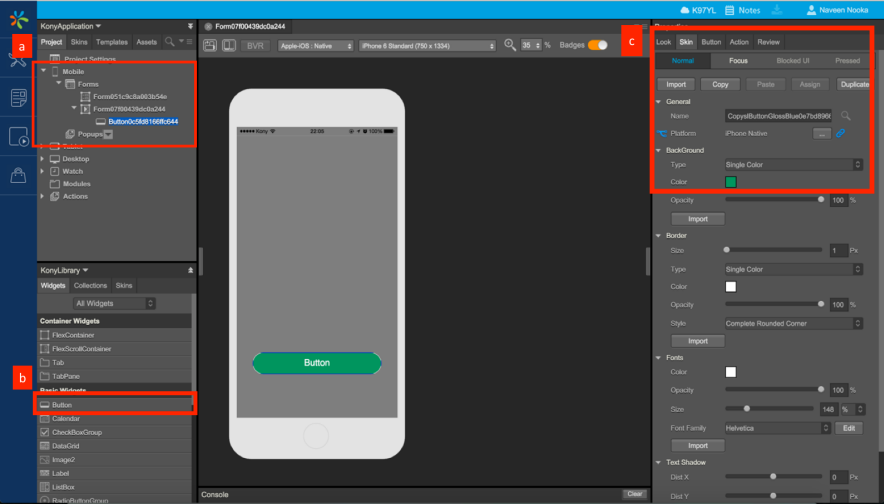 K97YL Notes Naveen Nooka
KonyApplication
Form07f00439dc0a244
a
Project Skins Templates Assets
BVR Apple-iOS : Native iPhone 6 Standard (750 x 1334) 35 % Badges
c
Look Skin Button Action Review
Project Settings
Normal Focus Blocked UI Pressed
Mobile
Forms
Import Copy Paste Assign Duplicate
Form051c9c8a003b54e
General
Form07f00439dc0a244
Name
Button0c5fd8166ffc644
Popups
Platform iPhone Native ...
Kony 22:05 100%
Desktop
BackGround
Watch
Type Single Color
Modules
Color
Actions
Opacity 100 %
Import
Border
Size 1 Px
KonyLibrary
Type Single Color
Widgets Collections Skins
Color
All Widgets
Opacity 100 %
Container Widgets
Style Complete Rounded Corner
FlexContainer
Import
FlexScrollContainer
Fonts
Tab
Button
Color
TabPane
b
Basic Widgets
Opacity 100 %
Button
Size 148 %
Calendar
Font Family Helvetica Edit
CheckBoxGroup
Import
DataGrid
Image2
Text Shadow
Label
Dist X 0 Px
ListBox
Console Clear
Dist Y 0 Px
RadioButtonGroup